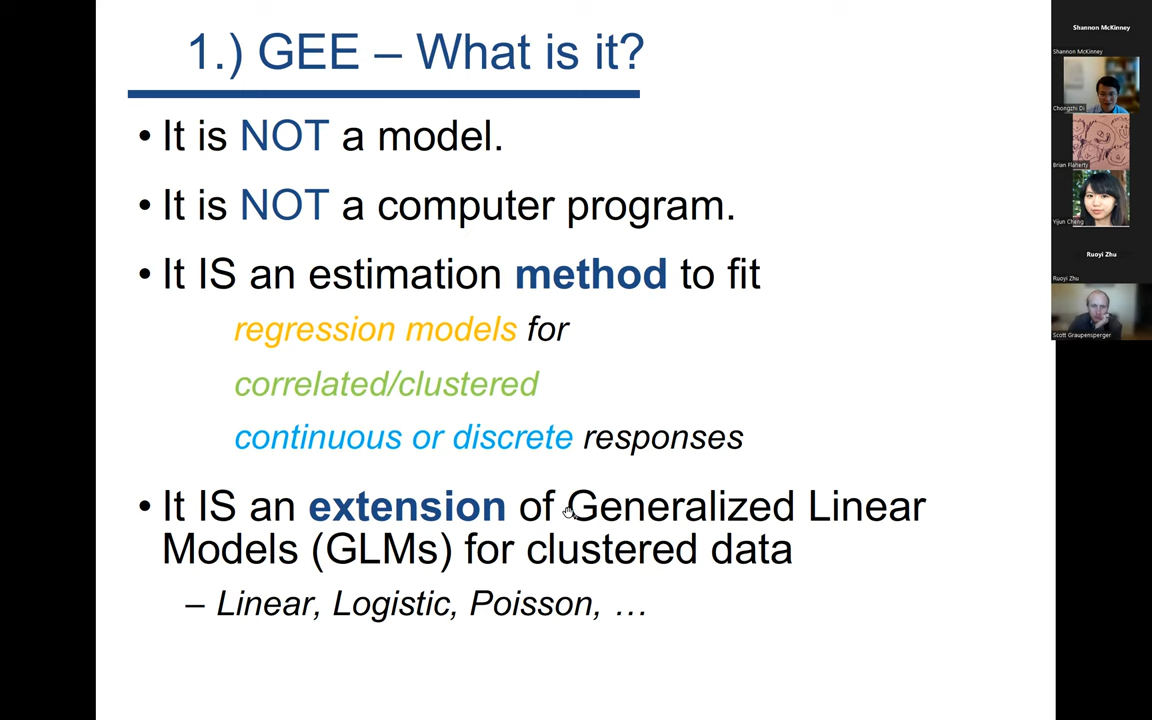 1.) GEE – What is it?
• It is NOT a model.
• It is NOT a computer program.
• It IS an estimation method to fit
regression models for
correlated/clustered
continuous or discrete responses
• It IS an extension of Generalized Linear
Models (GLMs) for clustered data
– Linear, Logistic, Poisson, …
Shannon McKinney
Shannon McKinney
Chongzhi Di
Brian Flaherty
Yijun Cheng
Ruoyi Zhu
Ruoyi Zhu
Scott Graupensperger